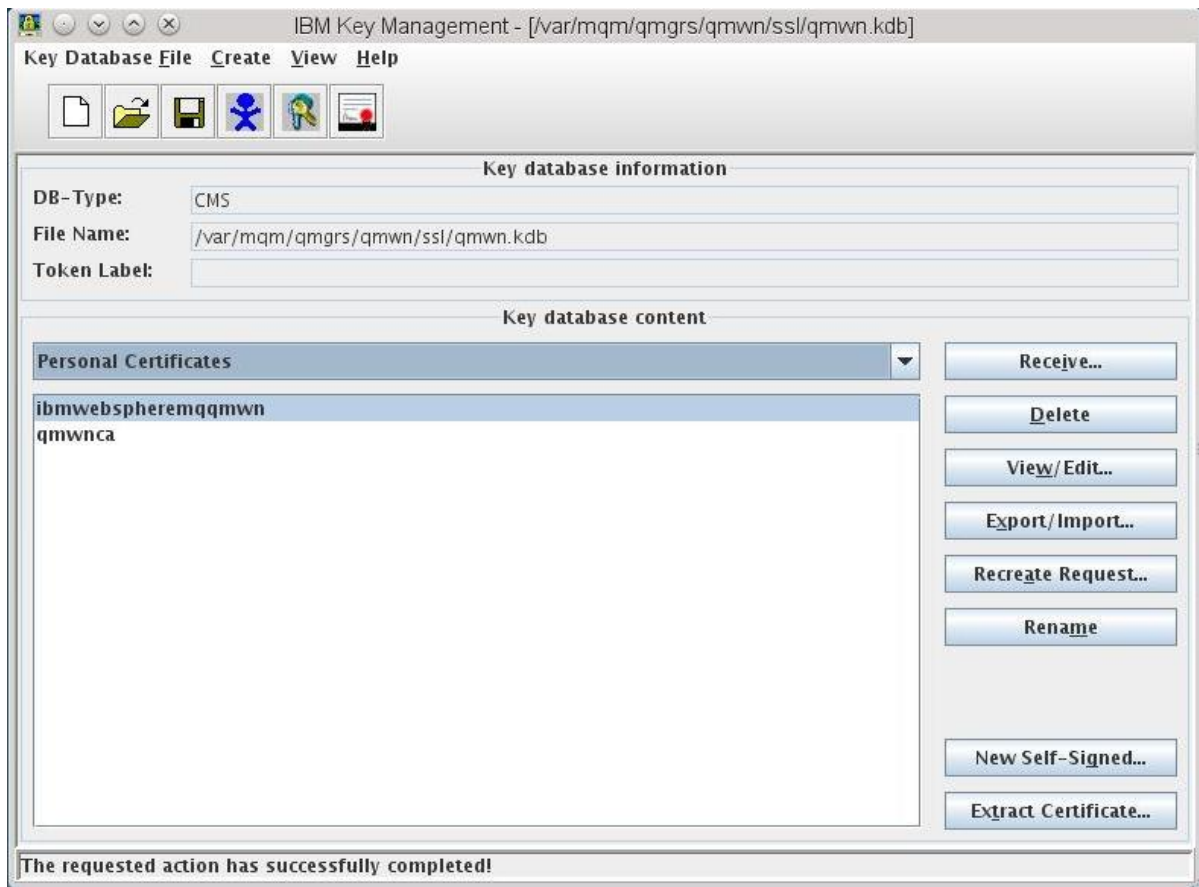 IBM Key Management - [/var/mqm/qmgrs/qmwn/ssl/qmwn.kdb]
Key Database File Create View Help
Key database information
DB-Type: CMS
File Name: /var/mqm/qmgrs/qmwn/ssl/qmwn.kdb
Token Label:
Key database content
Personal Certificates
ibmwebspheremqqmwn
qmwnca
Receive...
Delete
View/Edit...
Export/Import...
Recreate Request...
Rename
New Self-Signed...
Extract Certificate...
The requested action has successfully completed!